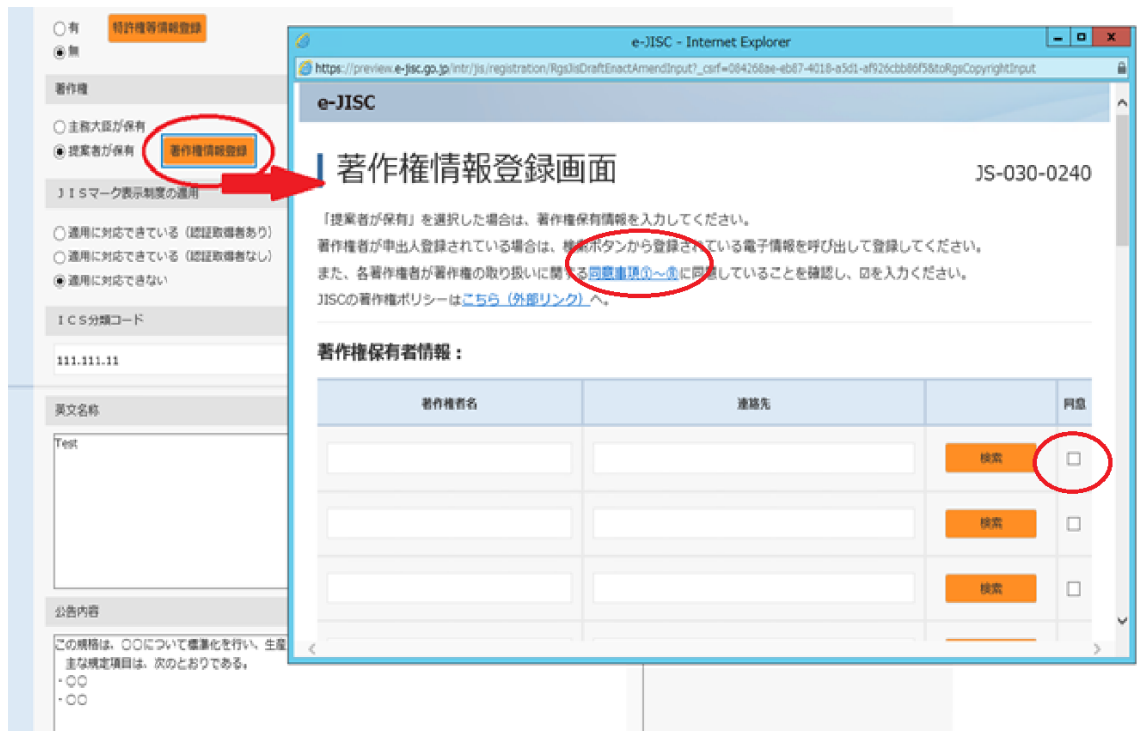 有
特許権等情報登録
無
著作権
主務大臣が保有
提案者が保有
著作権情報登録
JISマーク表示制度の適用
適用に対応できている（認証取得者あり）
適用に対応できている（認証取得者なし）
適用に対応できない
ICS分類コード
111.111.11
英文名称
Test
公告内容
この規格は、○○について標準化を行い、生産
主な規定項目は、次のとおりである。
・○○
・○○
e-JISC - Internet Explorer
https://preview.e-jisc.go.jp/intr/jis/registration/RgsJisDraftEnactAmendInput?_csrf=084268ae-eb87-4018-a5d1-af926cbb86f5&toRgsCopyrightInput
e-JISC
著作権情報登録画面
JS-030-0240
「提案者が保有」を選択した場合は、著作権保有情報を入力してください。
著作権者が申出人登録されている場合は、検索ボタンから登録されている電子情報を呼び出して登録してください。
また、各著作権者が著作権の取り扱いに関する同意事項①～⑧に同意していることを確認し、☑を入力ください。
JISCの著作権ポリシーはこちら（外部リンク）へ。
著作権保有者情報：
著作権者名 連絡先 同意
検索
検索
検索